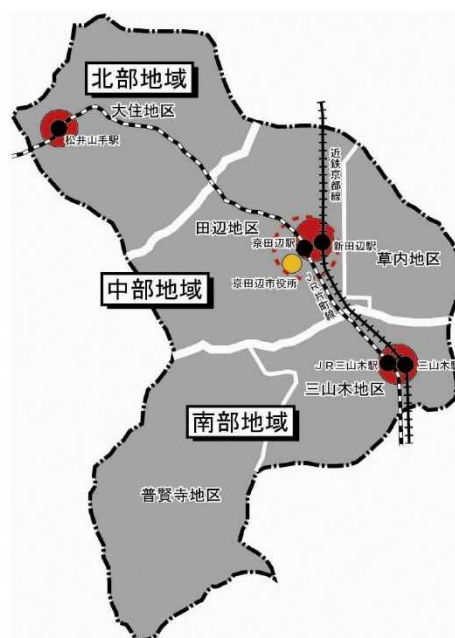 北部地域
大住地区
松井山手駅
近鉄京都線
田辺地区
京田辺駅
新田辺駅
草内地区
京田辺市役所
中部地域
JR片町線
JR三山木駅
三山木駅
三山木地区
南部地域
普賢寺地区